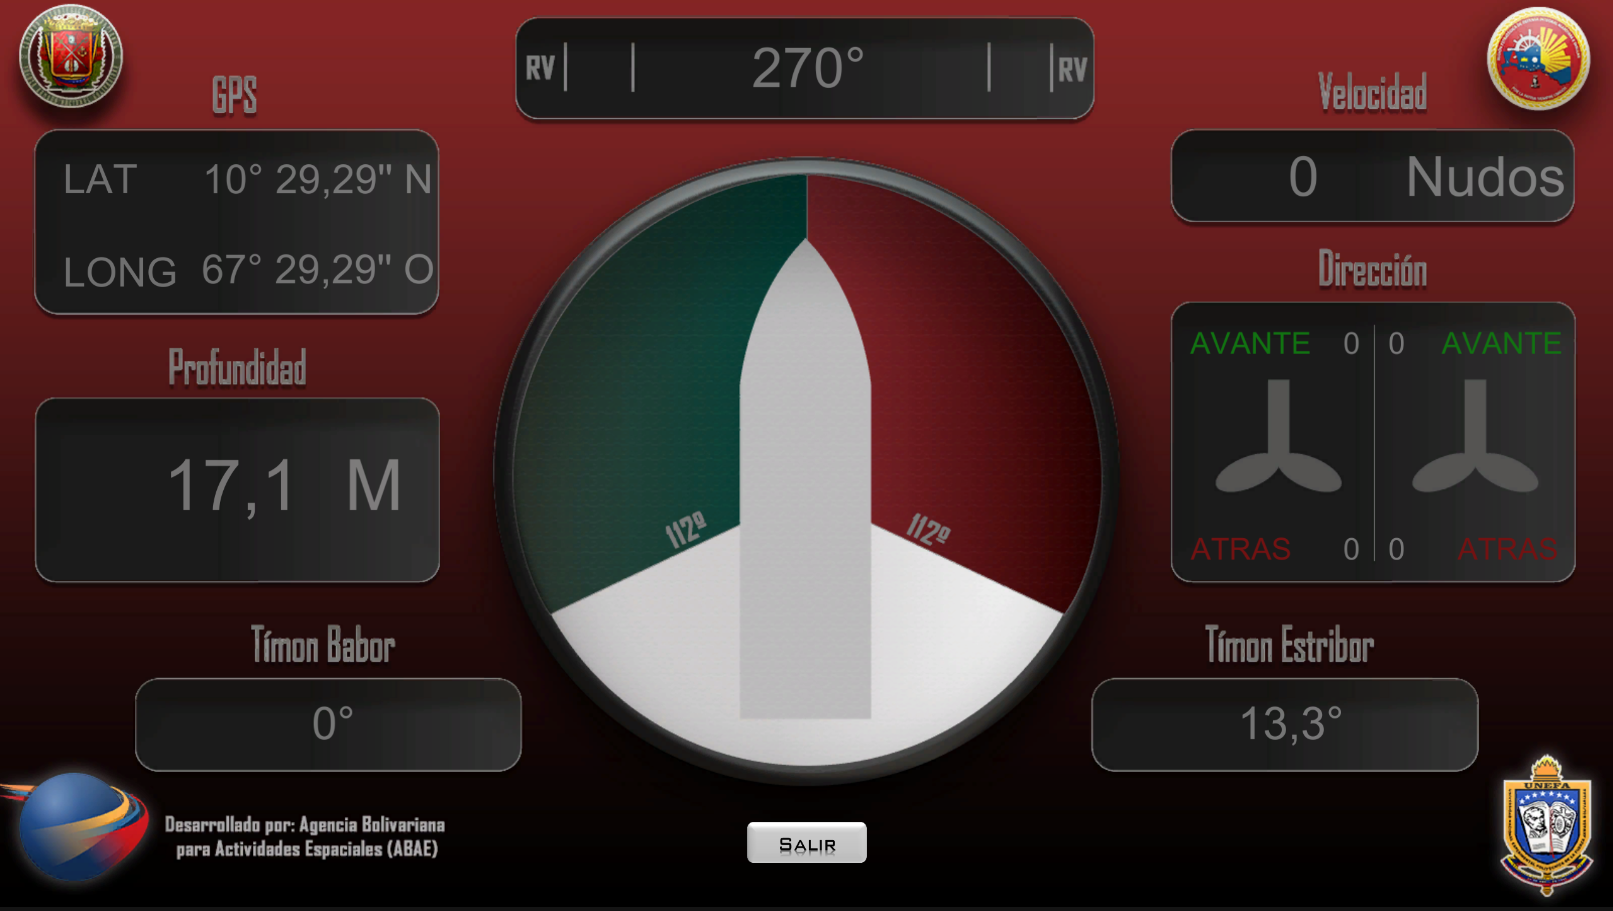 GPS
LAT 10° 29,29" N
LONG 67° 29,29" O
Profundidad
17,1 M
Tímon Babor
0°
RV 270° RV
112º 112º
Velocidad
0 Nudos
Dirección
AVANTE 0 0 AVANTE
ATRAS 0 0 ATRAS
Tímon Estribor
13,3°
Desarrollado por: Agencia Bolivariana
para Actividades Espaciales (ABAE)
SALIR
UNEFA